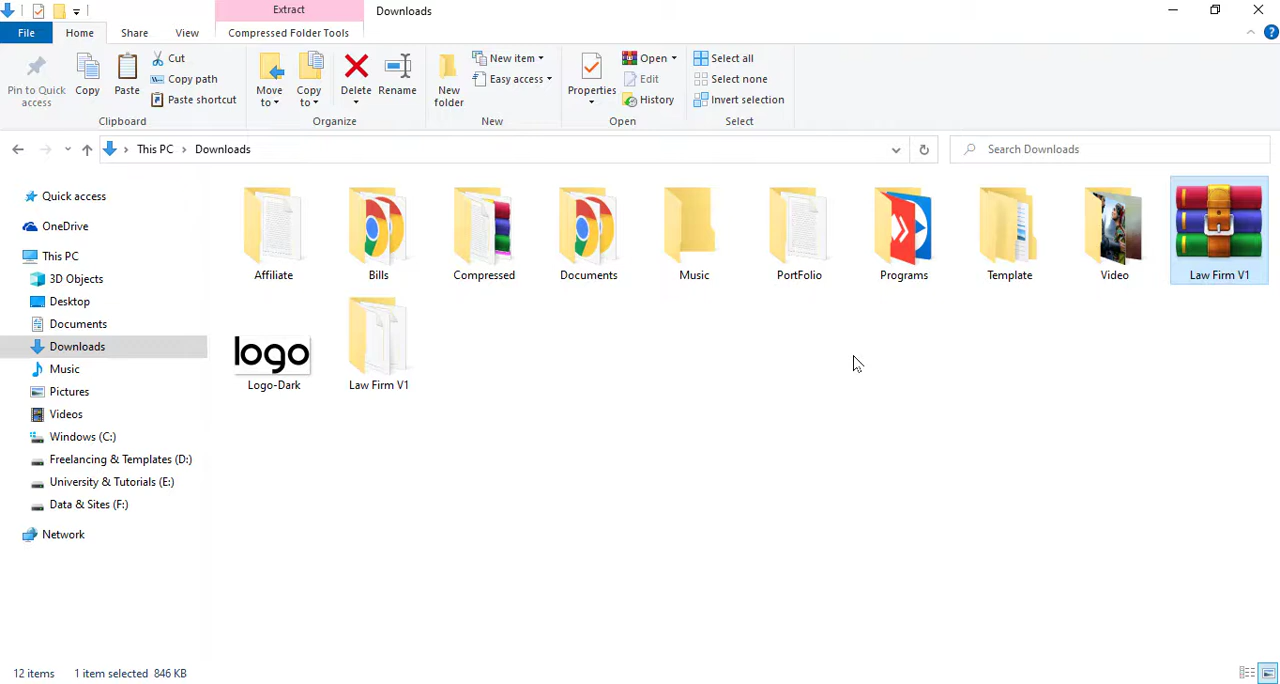 Extract
Downloads
File
Home
Share
View
Compressed Folder Tools
Pin to Quick access
Copy
Paste
Cut
Copy path
Paste shortcut
Clipboard
Move to
Copy to
Delete
Rename
Organize
New folder
New item
Easy access
New
Properties
Open
Edit
History
Open
Select all
Select none
Invert selection
Select
This PC
Downloads
Search Downloads
Quick access
OneDrive
This PC
3D Objects
Desktop
Documents
Downloads
Music
Pictures
Videos
Windows (C:)
Freelancing & Templates (D:)
University & Tutorials (E:)
Data & Sites (F:)
Network
Affiliate
Bills
Compressed
Documents
Music
PortFolio
Programs
Template
Video
Law Firm V1
logo
Logo-Dark
Law Firm V1
12 items
1 item selected 846 KB